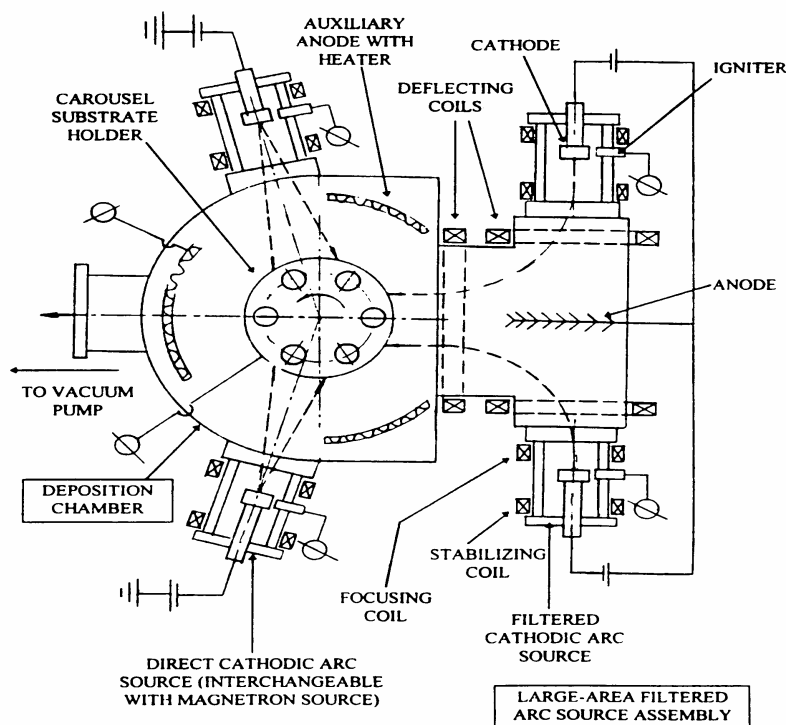 AUXILIARY
ANODE WITH
HEATER
CATHODE
IGNITER
DEFLECTING
COILS
CAROUSEL
SUBSTRATE
HOLDER
ANODE
TO VACUUM
PUMP
DEPOSITION
CHAMBER
STABILIZING
COIL
FOCUSING
COIL
FILTERED
CATHODIC ARC
SOURCE
DIRECT CATHODIC ARC
SOURCE (INTERCHANGEABLE
WITH MAGNETRON SOURCE)
LARGE-AREA FILTERED
ARC SOURCE ASSEMBLY